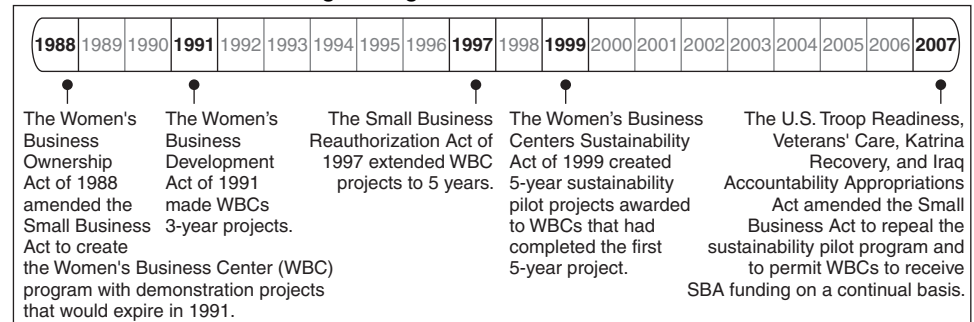 1988 1989 1990 1991 1992 1993 1994 1995 1996 1997 1998 1999 2000 2001 2002 2003 2004 2005 2006 2007
The Women's
Business
Ownership
Act of 1988
amended the
Small Business
Act to create
the Women's Business Center (WBC)
program with demonstration projects
that would expire in 1991.
The Women’s
Business
Development
Act of 1991
made WBCs
3-year projects.
The Small Business
Reauthorization Act of
1997 extended WBC
projects to 5 years.
The Women’s Business
Centers Sustainability
Act of 1999 created
5-year sustainability
pilot projects awarded
to WBCs that had
completed the first
5-year project.
The U.S. Troop Readiness,
Veterans' Care, Katrina
Recovery, and Iraq
Accountability Appropriations
Act amended the Small
Business Act to repeal the
sustainability pilot program and
to permit WBCs to receive
SBA funding on a continual basis.